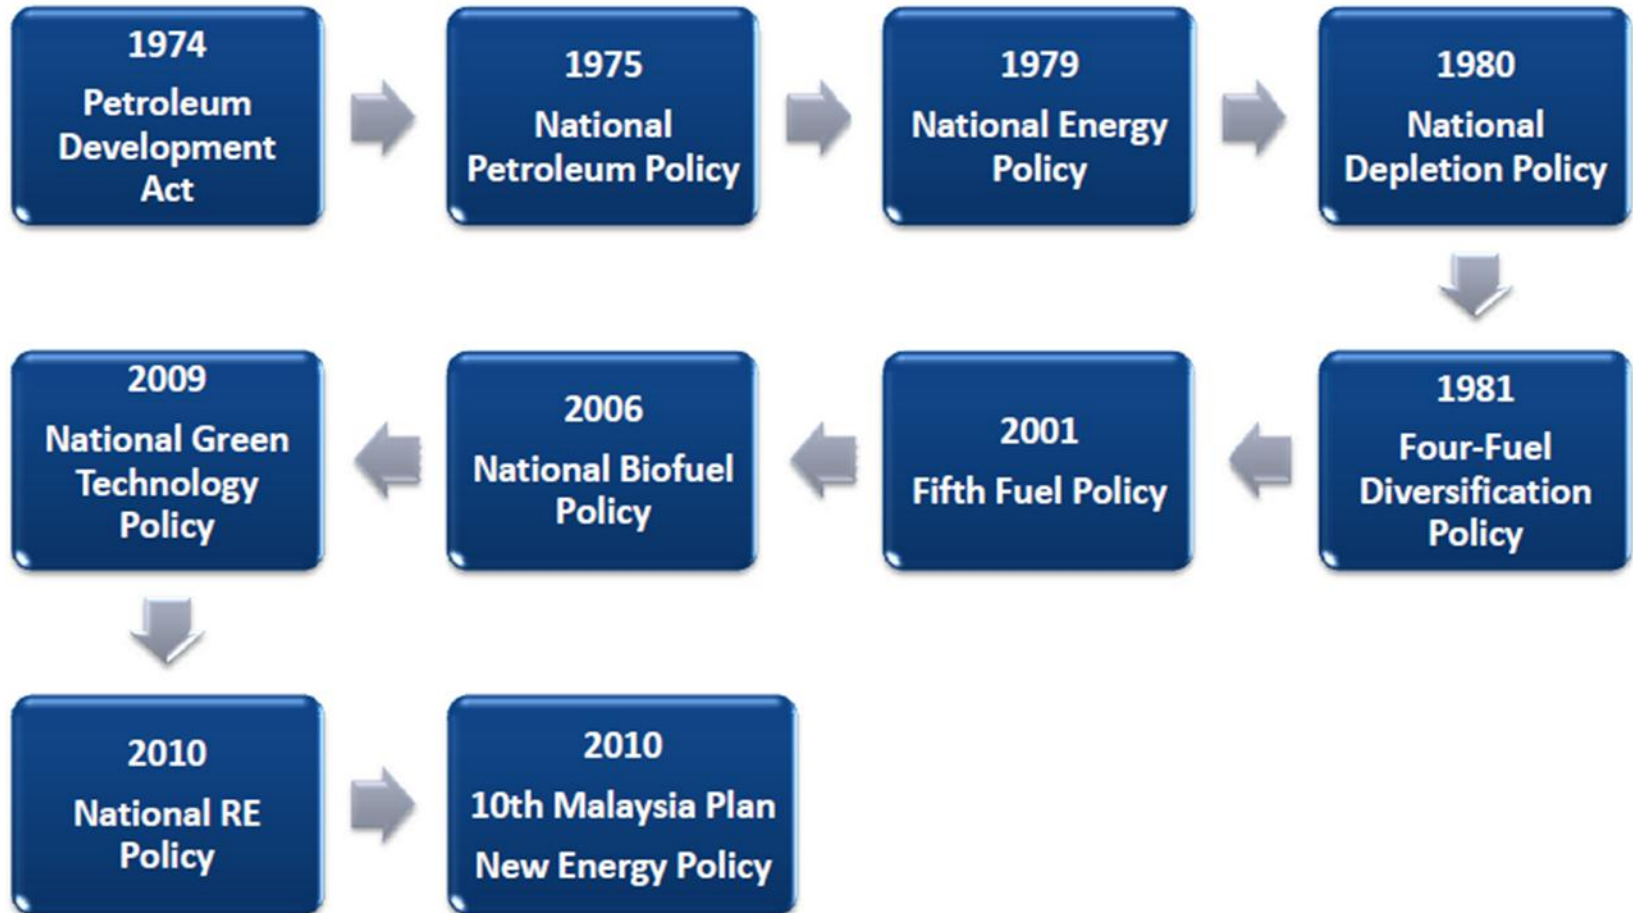 1974
Petroleum
Development
Act
1975
National
Petroleum Policy
1979
National Energy
Policy
1980
National
Depletion Policy
1981
Four-Fuel
Diversification
Policy
2001
Fifth Fuel Policy
2006
National Biofuel
Policy
2009
National Green
Technology
Policy
2010
National RE
Policy
2010
10th Malaysia Plan
New Energy Policy